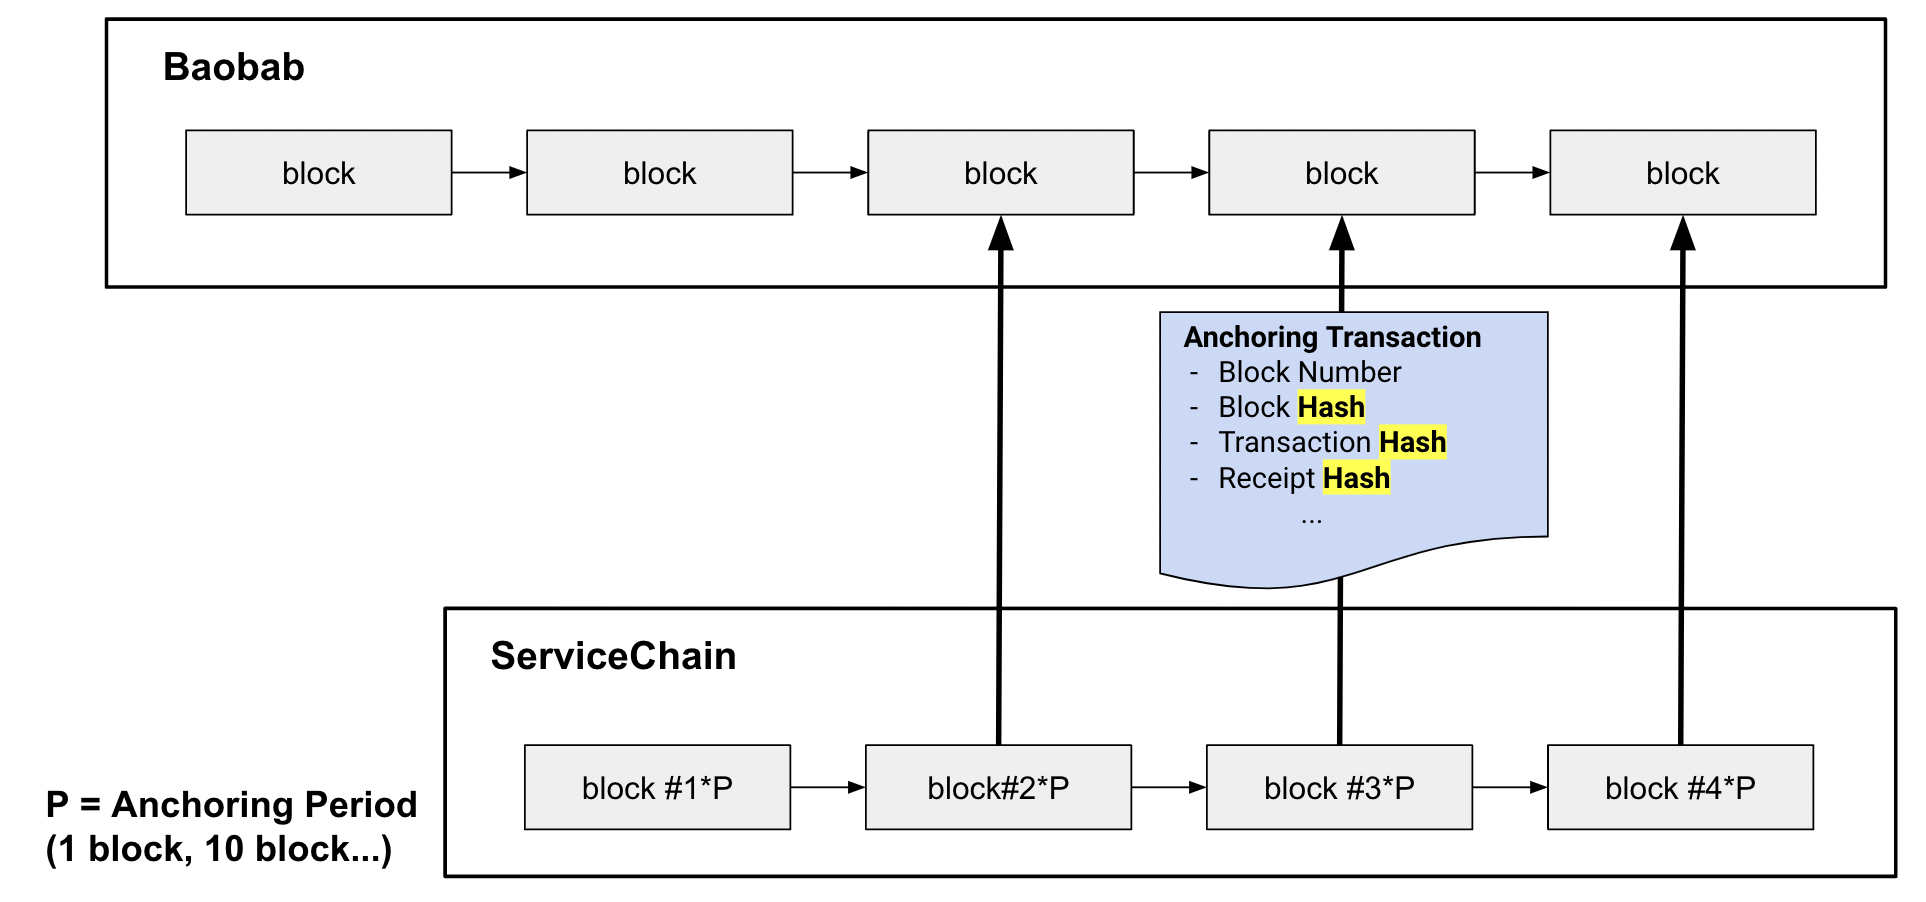 Baobab
block
block
block
block
block
Anchoring Transaction
- Block Number
- Block Hash
- Transaction Hash
- Receipt Hash
...
ServiceChain
block #1*P
block#2*P
block #3*P
block #4*P
P = Anchoring Period
(1 block, 10 block...)